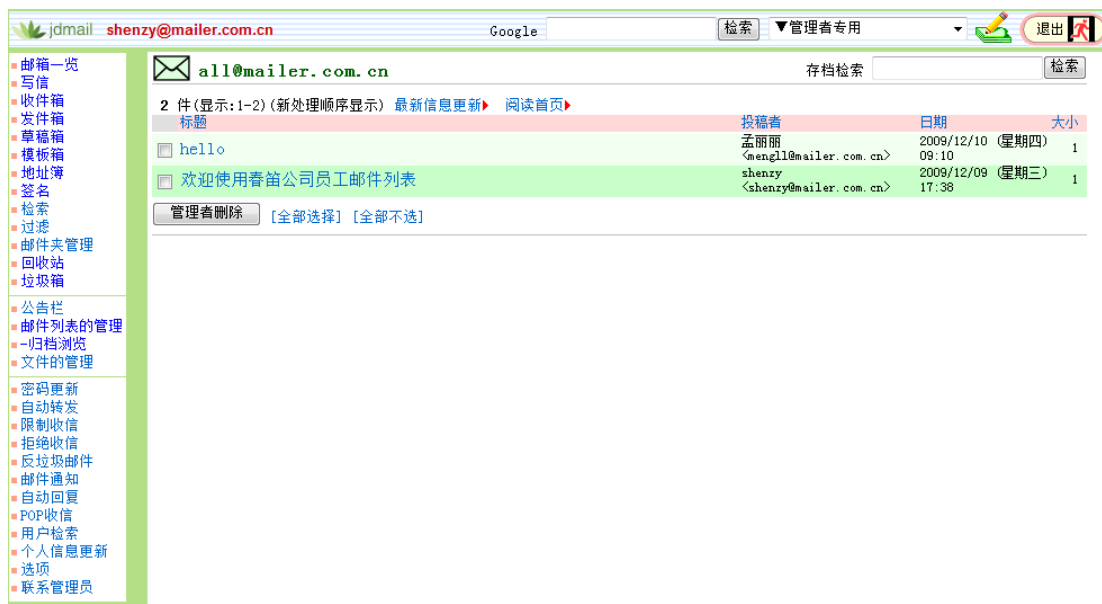 jdmail shenzy@mailer.com.cn Google 检索 ▼管理者专用 退出
邮箱一览
写信
收件箱
发件箱
草稿箱
模板箱
地址簿
签名
检索
过滤
邮件夹管理
回收站
垃圾箱
公告栏
邮件列表的管理
-归档浏览
文件的管理
密码更新
自动转发
限制收信
拒绝收信
反垃圾邮件
邮件通知
自动回复
POP收信
用户检索
个人信息更新
选项
联系管理员
all@mailer.com.cn 存档检索 检索
2 件(显示:1-2)(新处理顺序显示) 最新信息更新 阅读首页
标题 投稿者 日期 大小
hello 孟丽丽 2009/12/10 (星期四) 1
<mengll@mailer.com.cn> 09:10
欢迎使用春笛公司员工邮件列表 shenzy 2009/12/09 (星期三) 1
<shenzy@mailer.com.cn> 17:38
管理者删除 [全部选择] [全部不选]